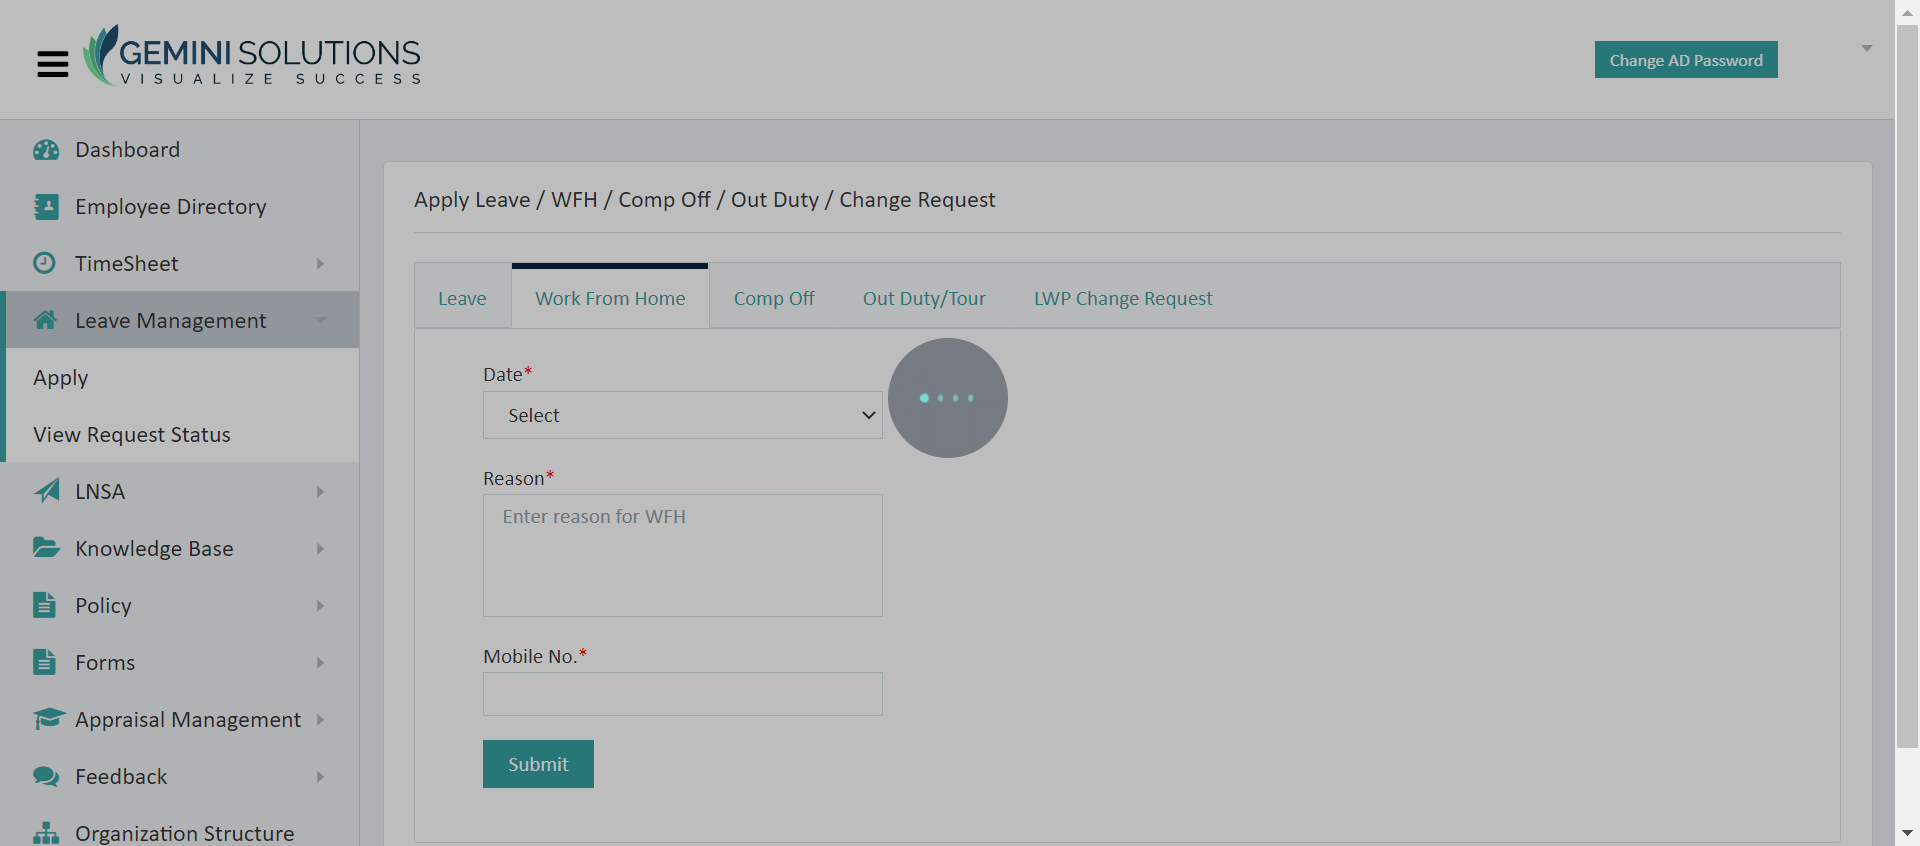 GEMINI SOLUTIONS
VISUALIZE SUCCESS
Change AD Password
Dashboard
Employee Directory
TimeSheet
Leave Management
Apply
View Request Status
LNSA
Knowledge Base
Policy
Forms
Appraisal Management
Feedback
Organization Structure
Apply Leave / WFH / Comp Off / Out Duty / Change Request
Leave Work From Home Comp Off Out Duty/Tour LWP Change Request
Date*
Select
Reason*
Enter reason for WFH
Mobile No.*
Submit